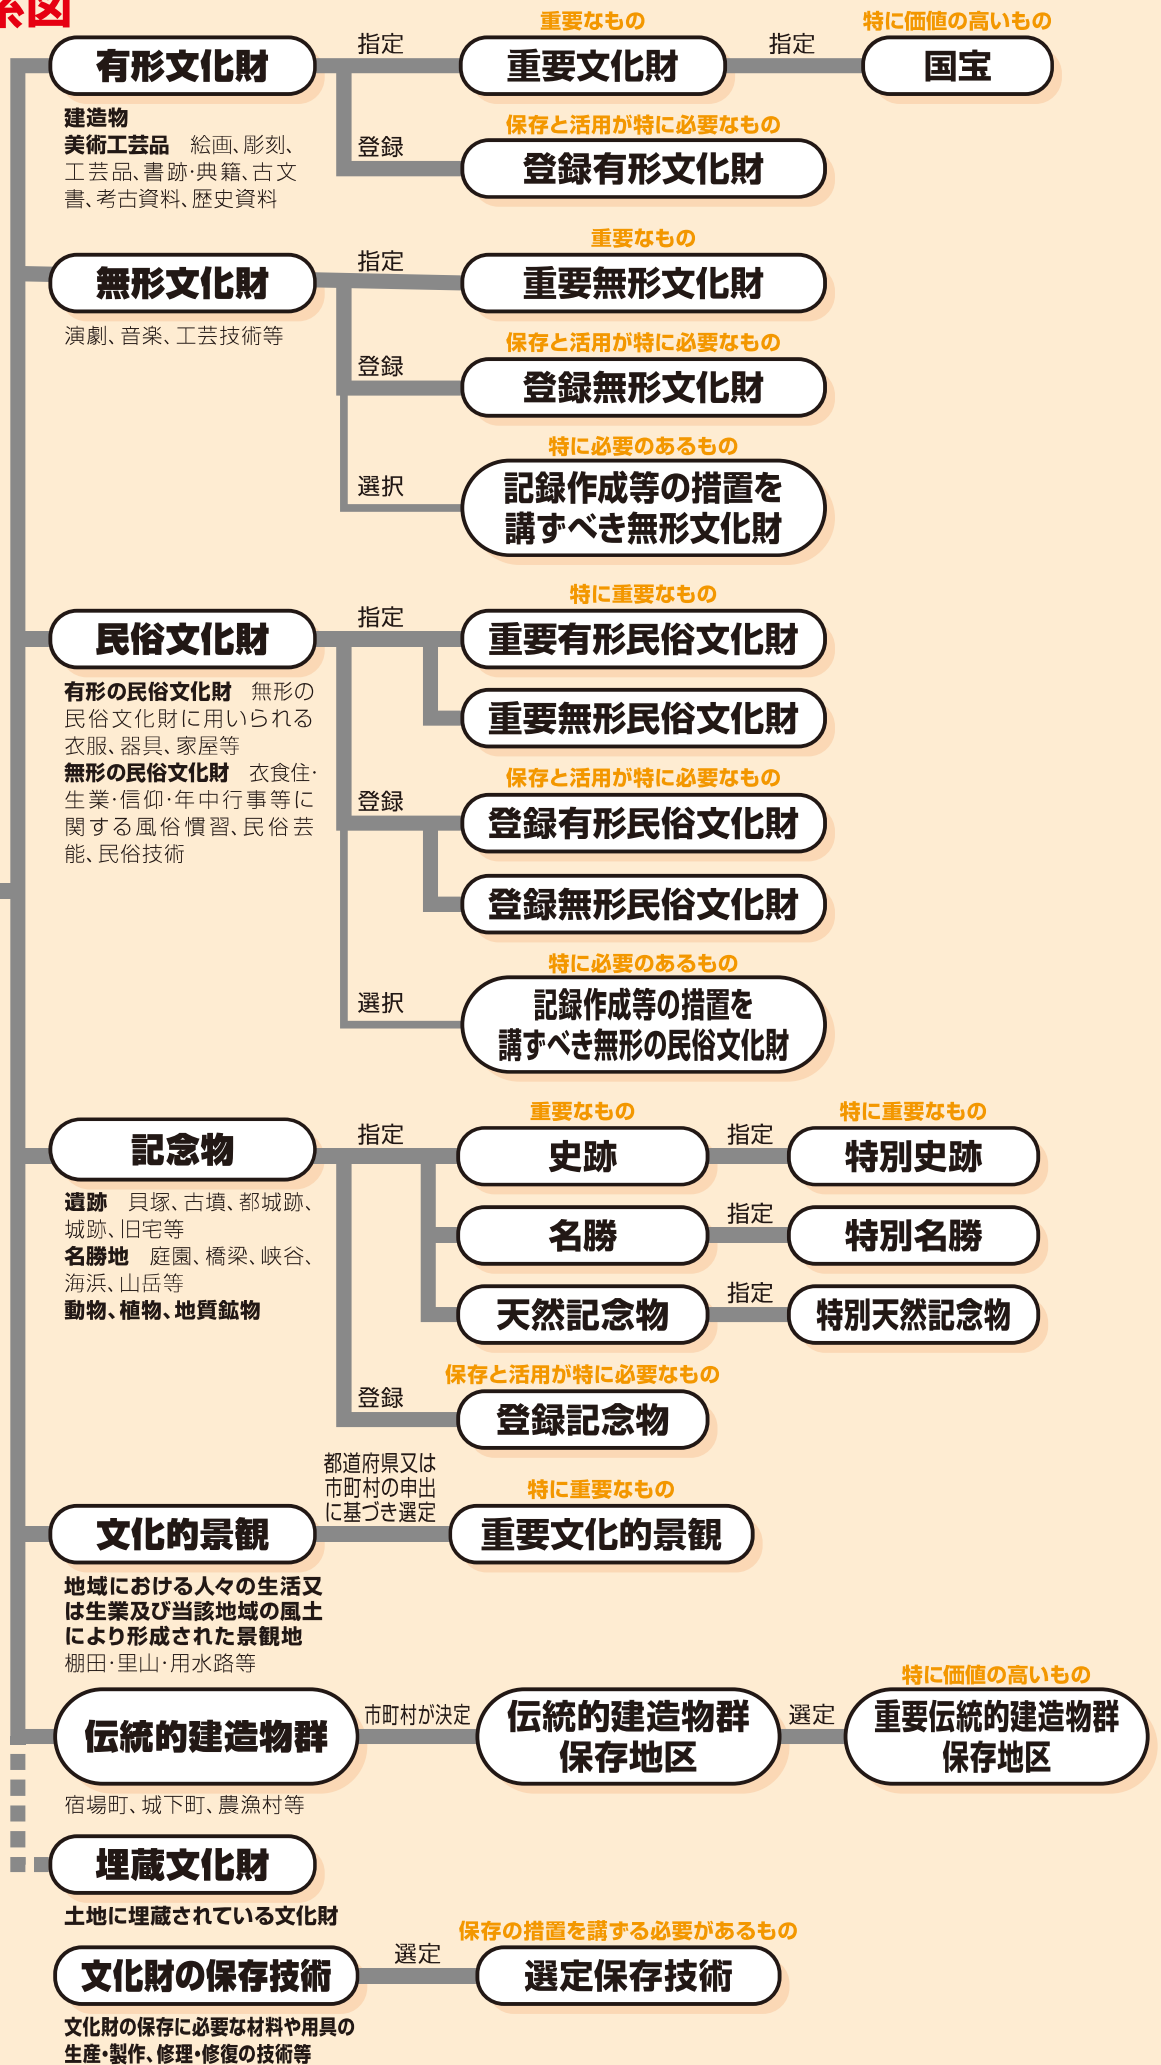 系図
重要なもの
特に価値の高いもの
有形文化財
指定
重要文化財
指定
国宝
建造物
美術工芸品　絵画、彫刻、
工芸品、書跡・典籍、古文
書、考古資料、歴史資料
保存と活用が特に必要なもの
登録
登録有形文化財
重要なもの
無形文化財
指定
重要無形文化財
演劇、音楽、工芸技術等
保存と活用が特に必要なもの
登録
登録無形文化財
特に必要のあるもの
選択
記録作成等の措置を
講ずべき無形文化財
特に重要なもの
民俗文化財
指定
重要有形民俗文化財
重要無形民俗文化財
有形の民俗文化財　無形の
民俗文化財に用いられる
衣服、器具、家屋等
無形の民俗文化財　衣食住・
生業・信仰・年中行事等に
関する風俗慣習、民俗芸
能、民俗技術
保存と活用が特に必要なもの
登録
登録有形民俗文化財
登録無形民俗文化財
特に必要のあるもの
選択
記録作成等の措置を
講ずべき無形の民俗文化財
重要なもの
特に重要なもの
記念物
指定
史跡
指定
特別史跡
遺跡　貝塚、古墳、都城跡、
城跡、旧宅等
名勝地　庭園、橋梁、峡谷、
海浜、山岳等
動物、植物、地質鉱物
名勝
指定
特別名勝
天然記念物
指定
特別天然記念物
保存と活用が特に必要なもの
登録
登録記念物
都道府県又は
市町村の申出
に基づき選定
特に重要なもの
文化的景観
重要文化的景観
地域における人々の生活又
は生業及び当該地域の風土
により形成された景観地
棚田・里山・用水路等
特に価値の高いもの
伝統的建造物群
市町村が決定
伝統的建造物群
保存地区
選定
重要伝統的建造物群
保存地区
宿場町、城下町、農漁村等
埋蔵文化財
土地に埋蔵されている文化財
保存の措置を講ずる必要があるもの
文化財の保存技術
選定
選定保存技術
文化財の保存に必要な材料や用具の
生産・製作、修理・修復の技術等